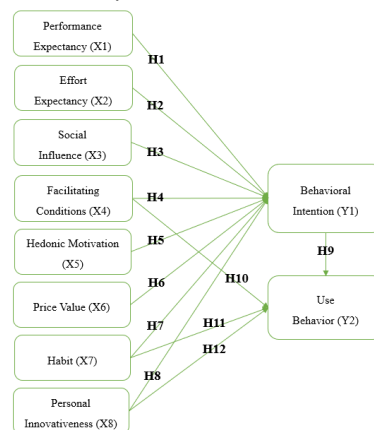 Performance
Expectancy (X1)
H1
Effort
Expectancy (X2)
H2
Social
Influence (X3)
H3
Facilitating
Conditions (X4)
H4
Behavioral
Intention (Y1)
Hedonic Motivation
(X5)
H5
H9
H10
Price Value (X6)
H6
Use
Behavior (Y2)
H7
H11
Habit (X7)
H12
H8
Personal
Innovativeness (X8)